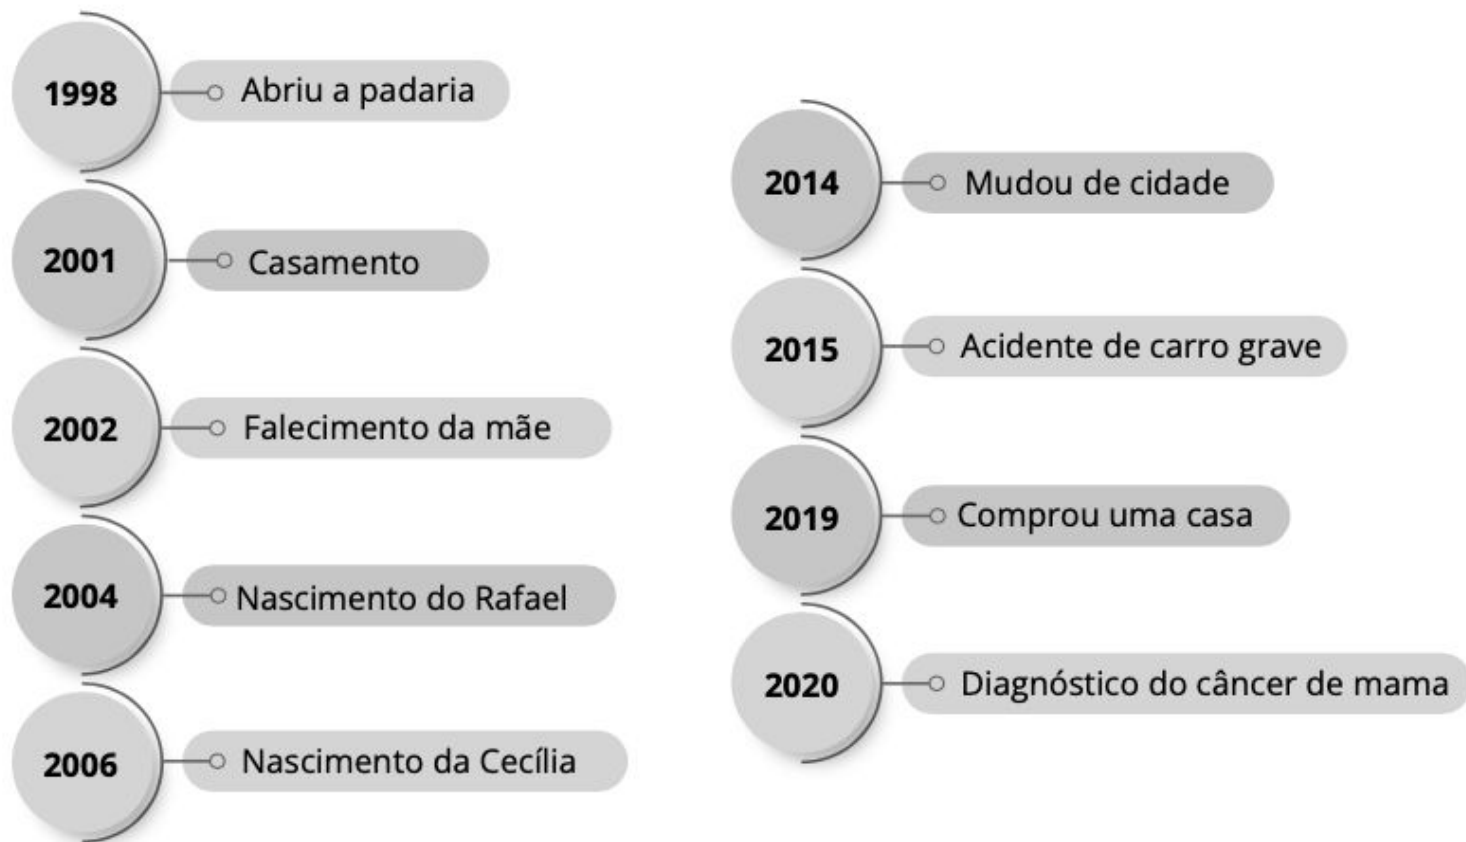 1998 Abriu a padaria
2001 Casamento
2002 Falecimento da mãe
2004 Nascimento do Rafael
2006 Nascimento da Cecília
2014 Mudou de cidade
2015 Acidente de carro grave
2019 Comprou uma casa
2020 Diagnóstico do câncer de mama